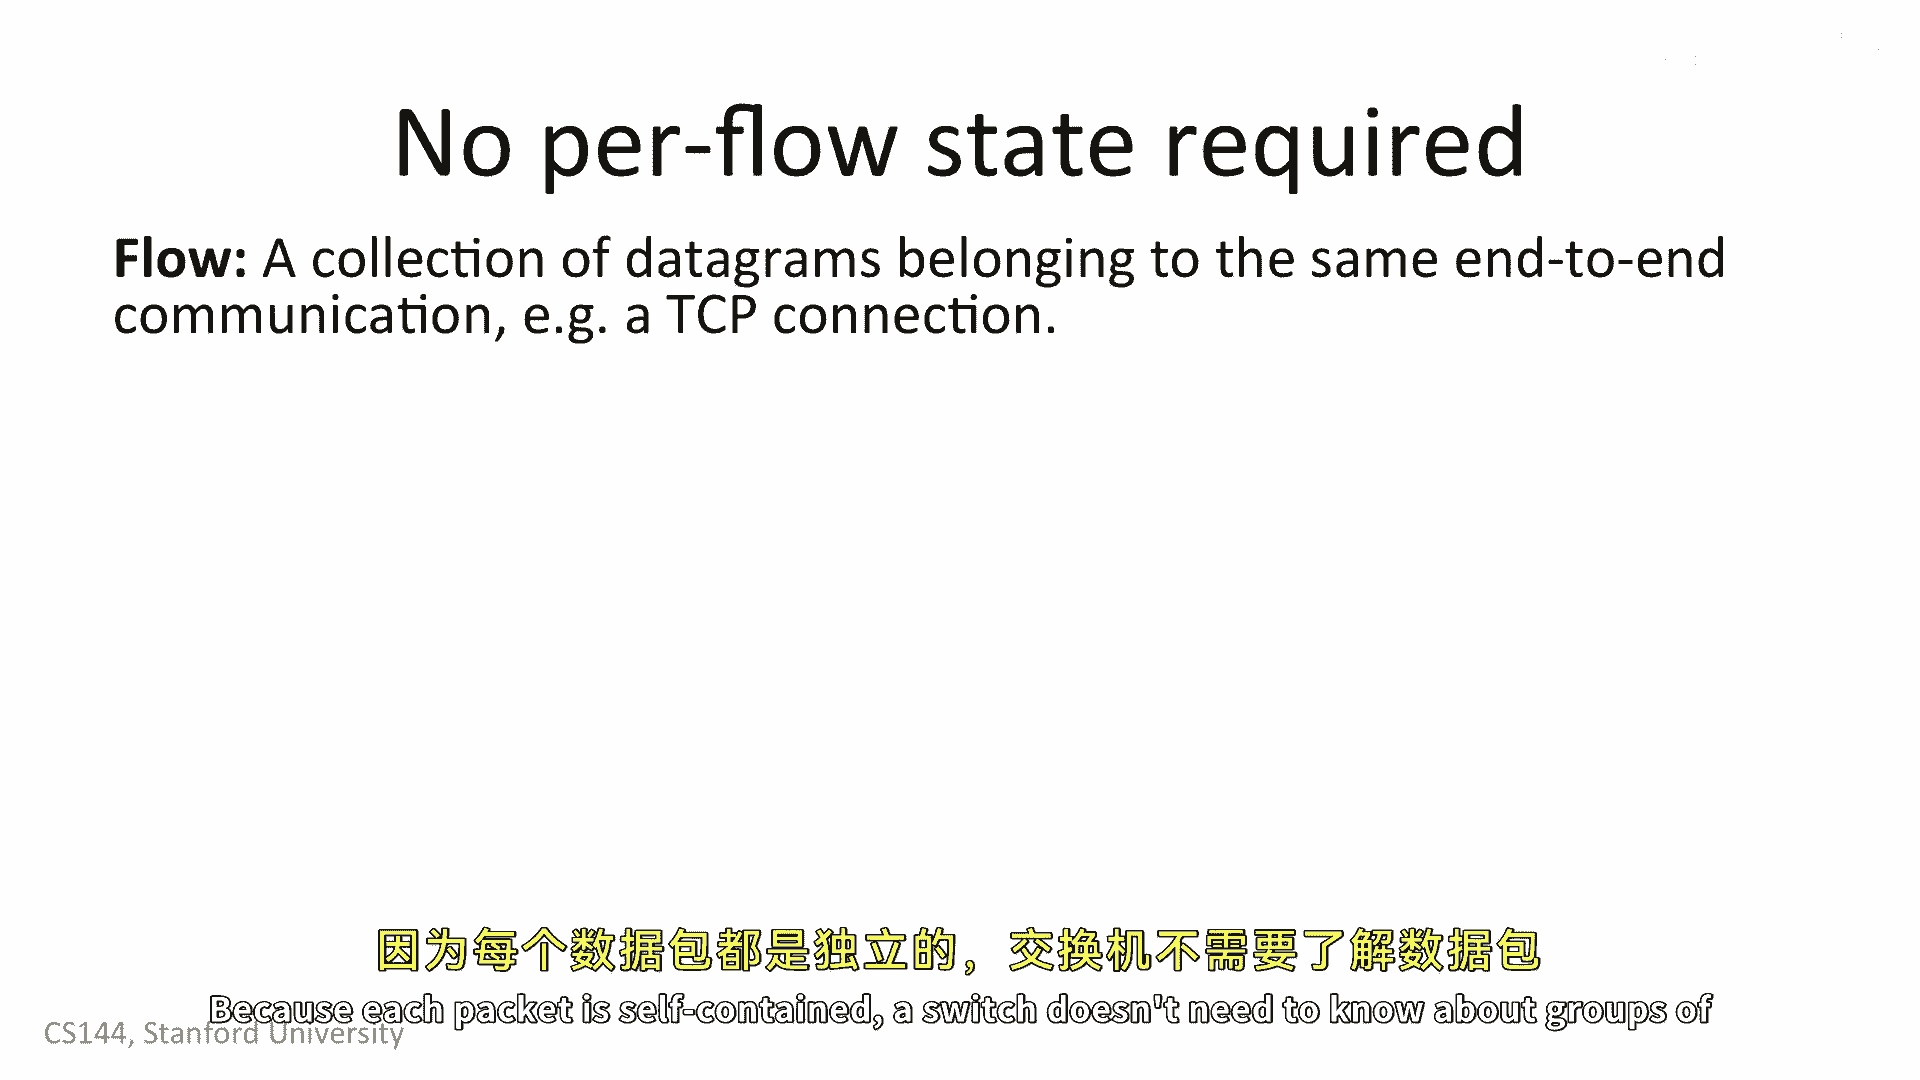 No per-flow state required
Flow: A collection of datagrams belonging to the same end-to-end
communication, e.g. a TCP connection.
因为每个数据包都是独立的，交换机不需要了解数据包
Because each packet is self-contained, a switch doesn't need to know about groups of
CS144, Stanford University